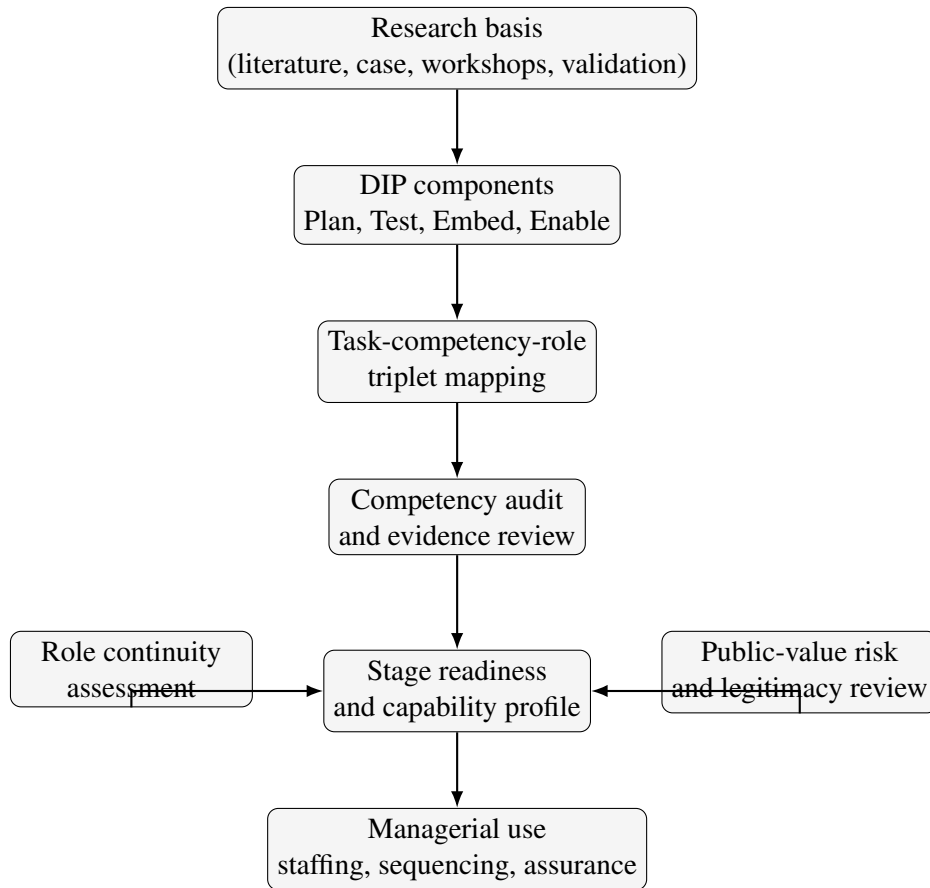 Research basis
(literature, case, workshops, validation)
DIP components
Plan, Test, Embed, Enable
Task-competency-role
triplet mapping
Competency audit
and evidence review
Role continuity
assessment
Stage readiness
and capability profile
Public-value risk
and legitimacy review
Managerial use
staffing, sequencing, assurance